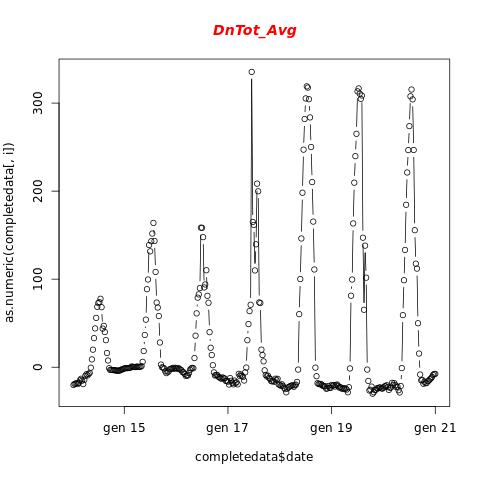 DnTot_Avg
as.numeric(completedata[, i])
300
200
100
0
gen 15
gen 17
gen 19
gen 21
completedata$date